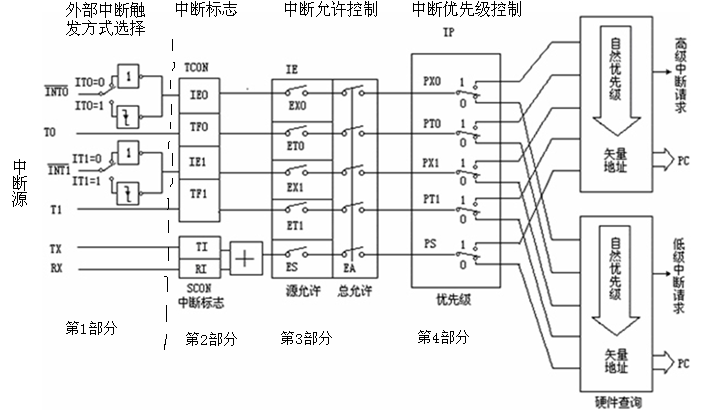 外部中断触
发方式选择
中断标志
中断允许控制
中断优先级控制
中断源
IT0=0
INT0
IT0=1
1
T0
IT1=0
INT1
IT1=1
1
T1
TX
RX
TCON
IE0
TF0
IE1
TF1
TI
RI
SCON
中断标志
IE
EX0
ET0
EX1
ET1
ES
EA
源允许
总允许
IP
PX0
1
0
PT0
1
0
PX1
1
0
PT1
1
0
PS
1
0
优先级
自然优先级
矢量
地址
高级中断请求
PC
自然优先级
矢量
地址
低级中断请求
PC
硬件查询
第1部分
第2部分
第3部分
第4部分